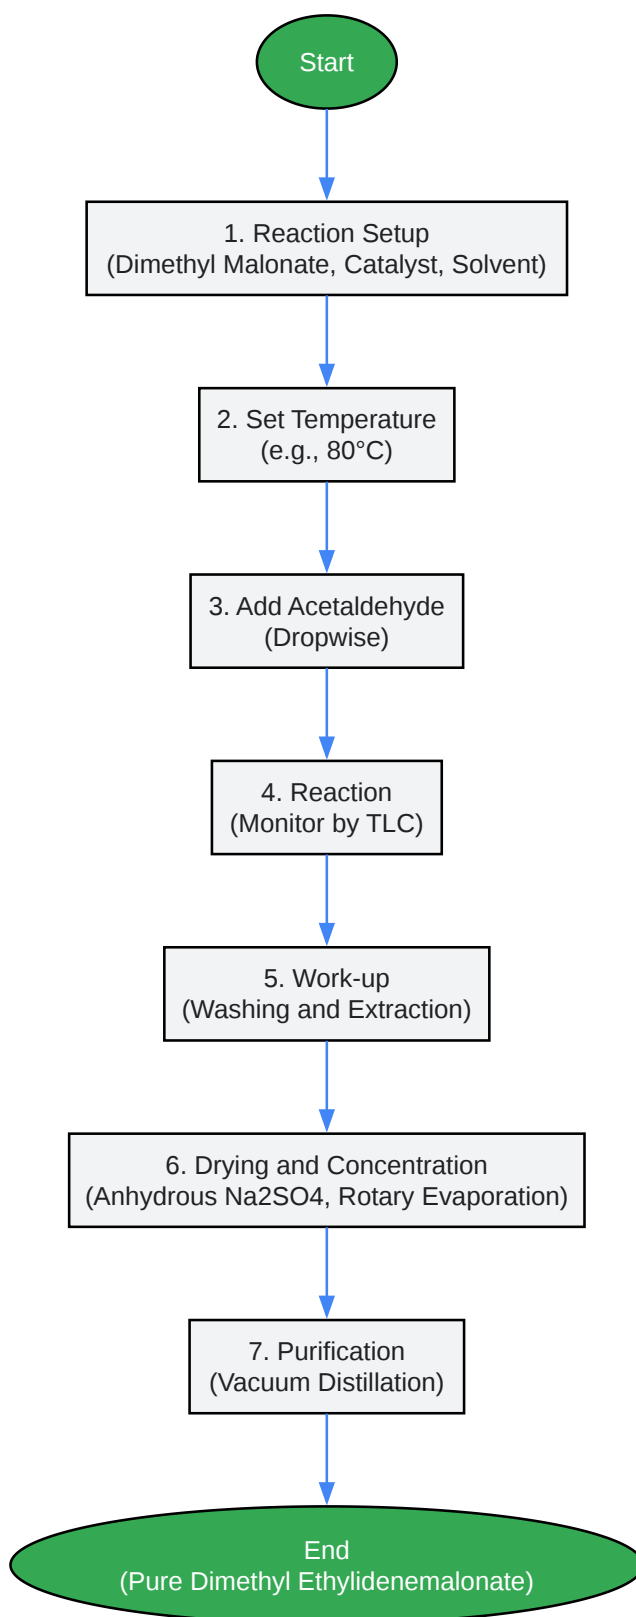 Start
1. Reaction Setup
(Dimethyl Malonate, Catalyst, Solvent)
2. Set Temperature
(e.g., 80°C)
3. Add Acetaldehyde
(Dropwise)
4. Reaction
(Monitor by TLC)
5. Work-up
(Washing and Extraction)
6. Drying and Concentration
(Anhydrous Na2SO4, Rotary Evaporation)
7. Purification
(Vacuum Distillation)
End
(Pure Dimethyl Ethylidenemalonate)